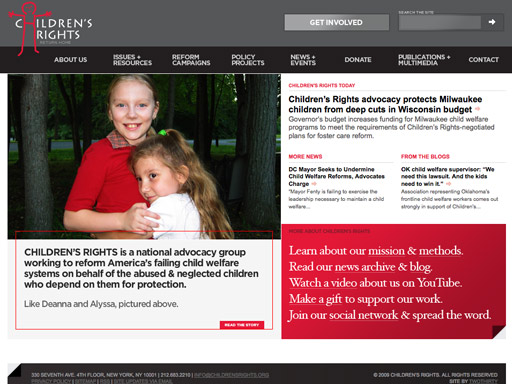 CHILDREN'S
RIGHTS
RETURN HOME
GET INVOLVED
SEARCH THE SITE
ABOUT US
ISSUES +
RESOURCES
REFORM
CAMPAIGNS
POLICY
PROJECTS
NEWS +
EVENTS
DONATE
PUBLICATIONS +
MULTIMEDIA
CONTACT
CHILDREN'S RIGHTS TODAY
Children's Rights advocacy protects Milwaukee
children from deep cuts in Wisconsin budget
Governor's budget increases funding for Milwaukee child welfare
programs to meet the requirements of Children's Rights-negotiated
plans for foster care reform.
MORE NEWS
DC Mayor Seeks to Undermine
Child Welfare Reforms, Advocates
Charge
"Mayor Fenty is failing to exercise the
leadership necessary to maintain a child
welfare...
FROM THE BLOGS
OK child welfare supervisor: "We
need this lawsuit. And the kids
need to win it."
Association representing Oklahoma's
frontline child welfare workers comes out
strongly in support of Children's...
CHILDREN'S RIGHTS is a national advocacy group
working to reform America's failing child welfare
systems on behalf of the abused & neglected children
who depend on them for protection.
Like Deanna and Alyssa, pictured above.
READ THE STORY
MORE ABOUT CHILDREN'S RIGHTS
Learn about our mission & methods.
Read our news archive & blog.
Watch a video about us on YouTube.
Make a gift to support our work.
Join our social network & spread the word.
330 SEVENTH AVE. 4TH FLOOR, NEW YORK, NY 10001 | 212.683.2210 | INFO@CHILDRENSRIGHTS.ORG
PRIVACY POLICY | SITEMAP | RSS | SITE UPDATES VIA EMAIL
© 2009 CHILDREN'S RIGHTS. ALL RIGHTS RESERVED
SITE BY TWOTHIRTY